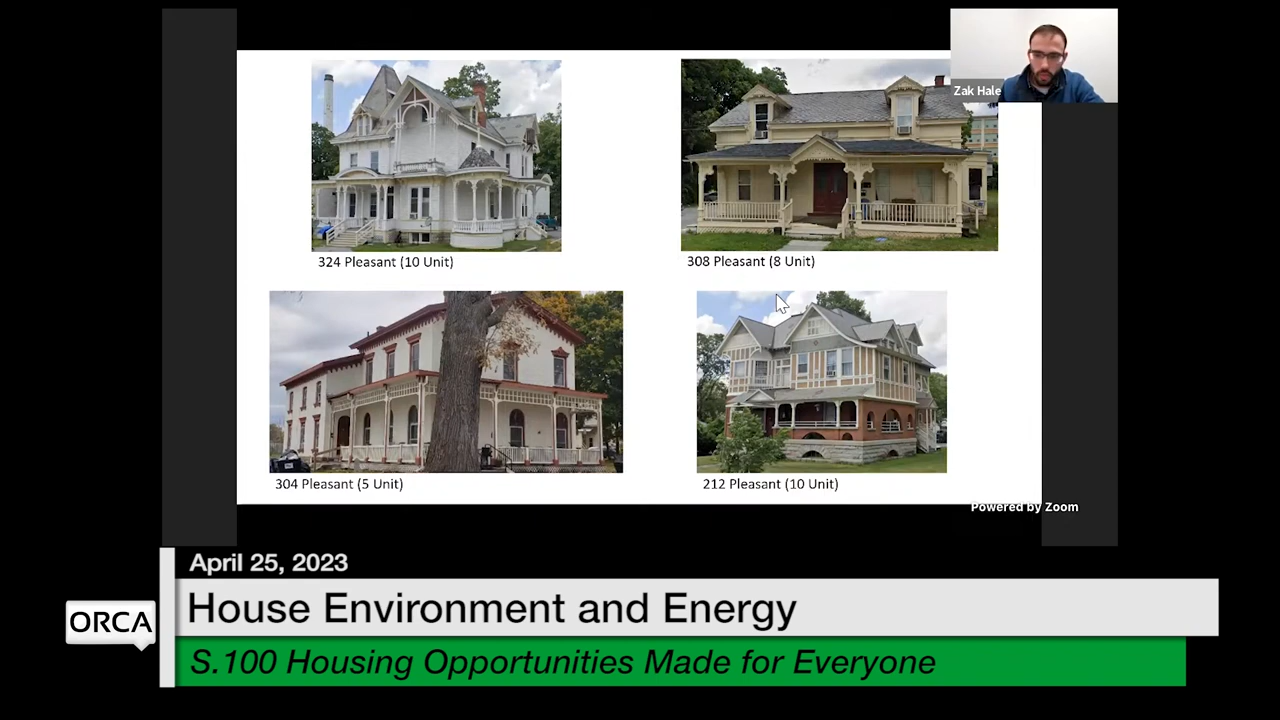 Zak Hale
324 Pleasant (10 Unit)
308 Pleasant (8 Unit)
304 Pleasant (5 Unit)
212 Pleasant (10 Unit)
Powered by Zoom
April 25, 2023
House Environment and Energy
ORCA
S.100 Housing Opportunities Made for Everyone